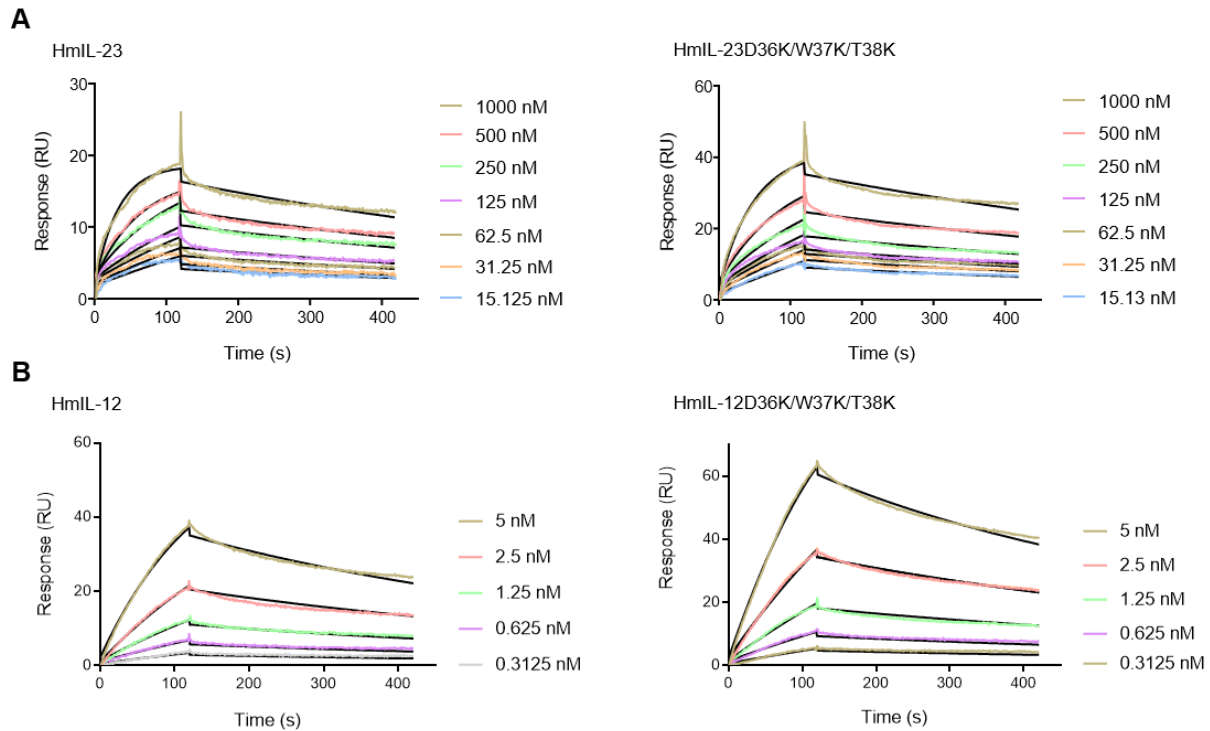 A
HmIL-23
HmIL-23D36K/W37K/T38K
Response (RU)
30
20
10
0
0 100 200 300 400
Time (s)
1000 nM
500 nM
250 nM
125 nM
62.5 nM
31.25 nM
15.125 nM
Response (RU)
60
40
20
0
0 100 200 300 400
Time (s)
1000 nM
500 nM
250 nM
125 nM
62.5 nM
31.25 nM
15.13 nM
B
HmIL-12
HmIL-12D36K/W37K/T38K
Response (RU)
60
40
20
0
0 100 200 300 400
Time (s)
5 nM
2.5 nM
1.25 nM
0.625 nM
0.3125 nM
Response (RU)
60
40
20
0
0 100 200 300 400
Time (s)
5 nM
2.5 nM
1.25 nM
0.625 nM
0.3125 nM